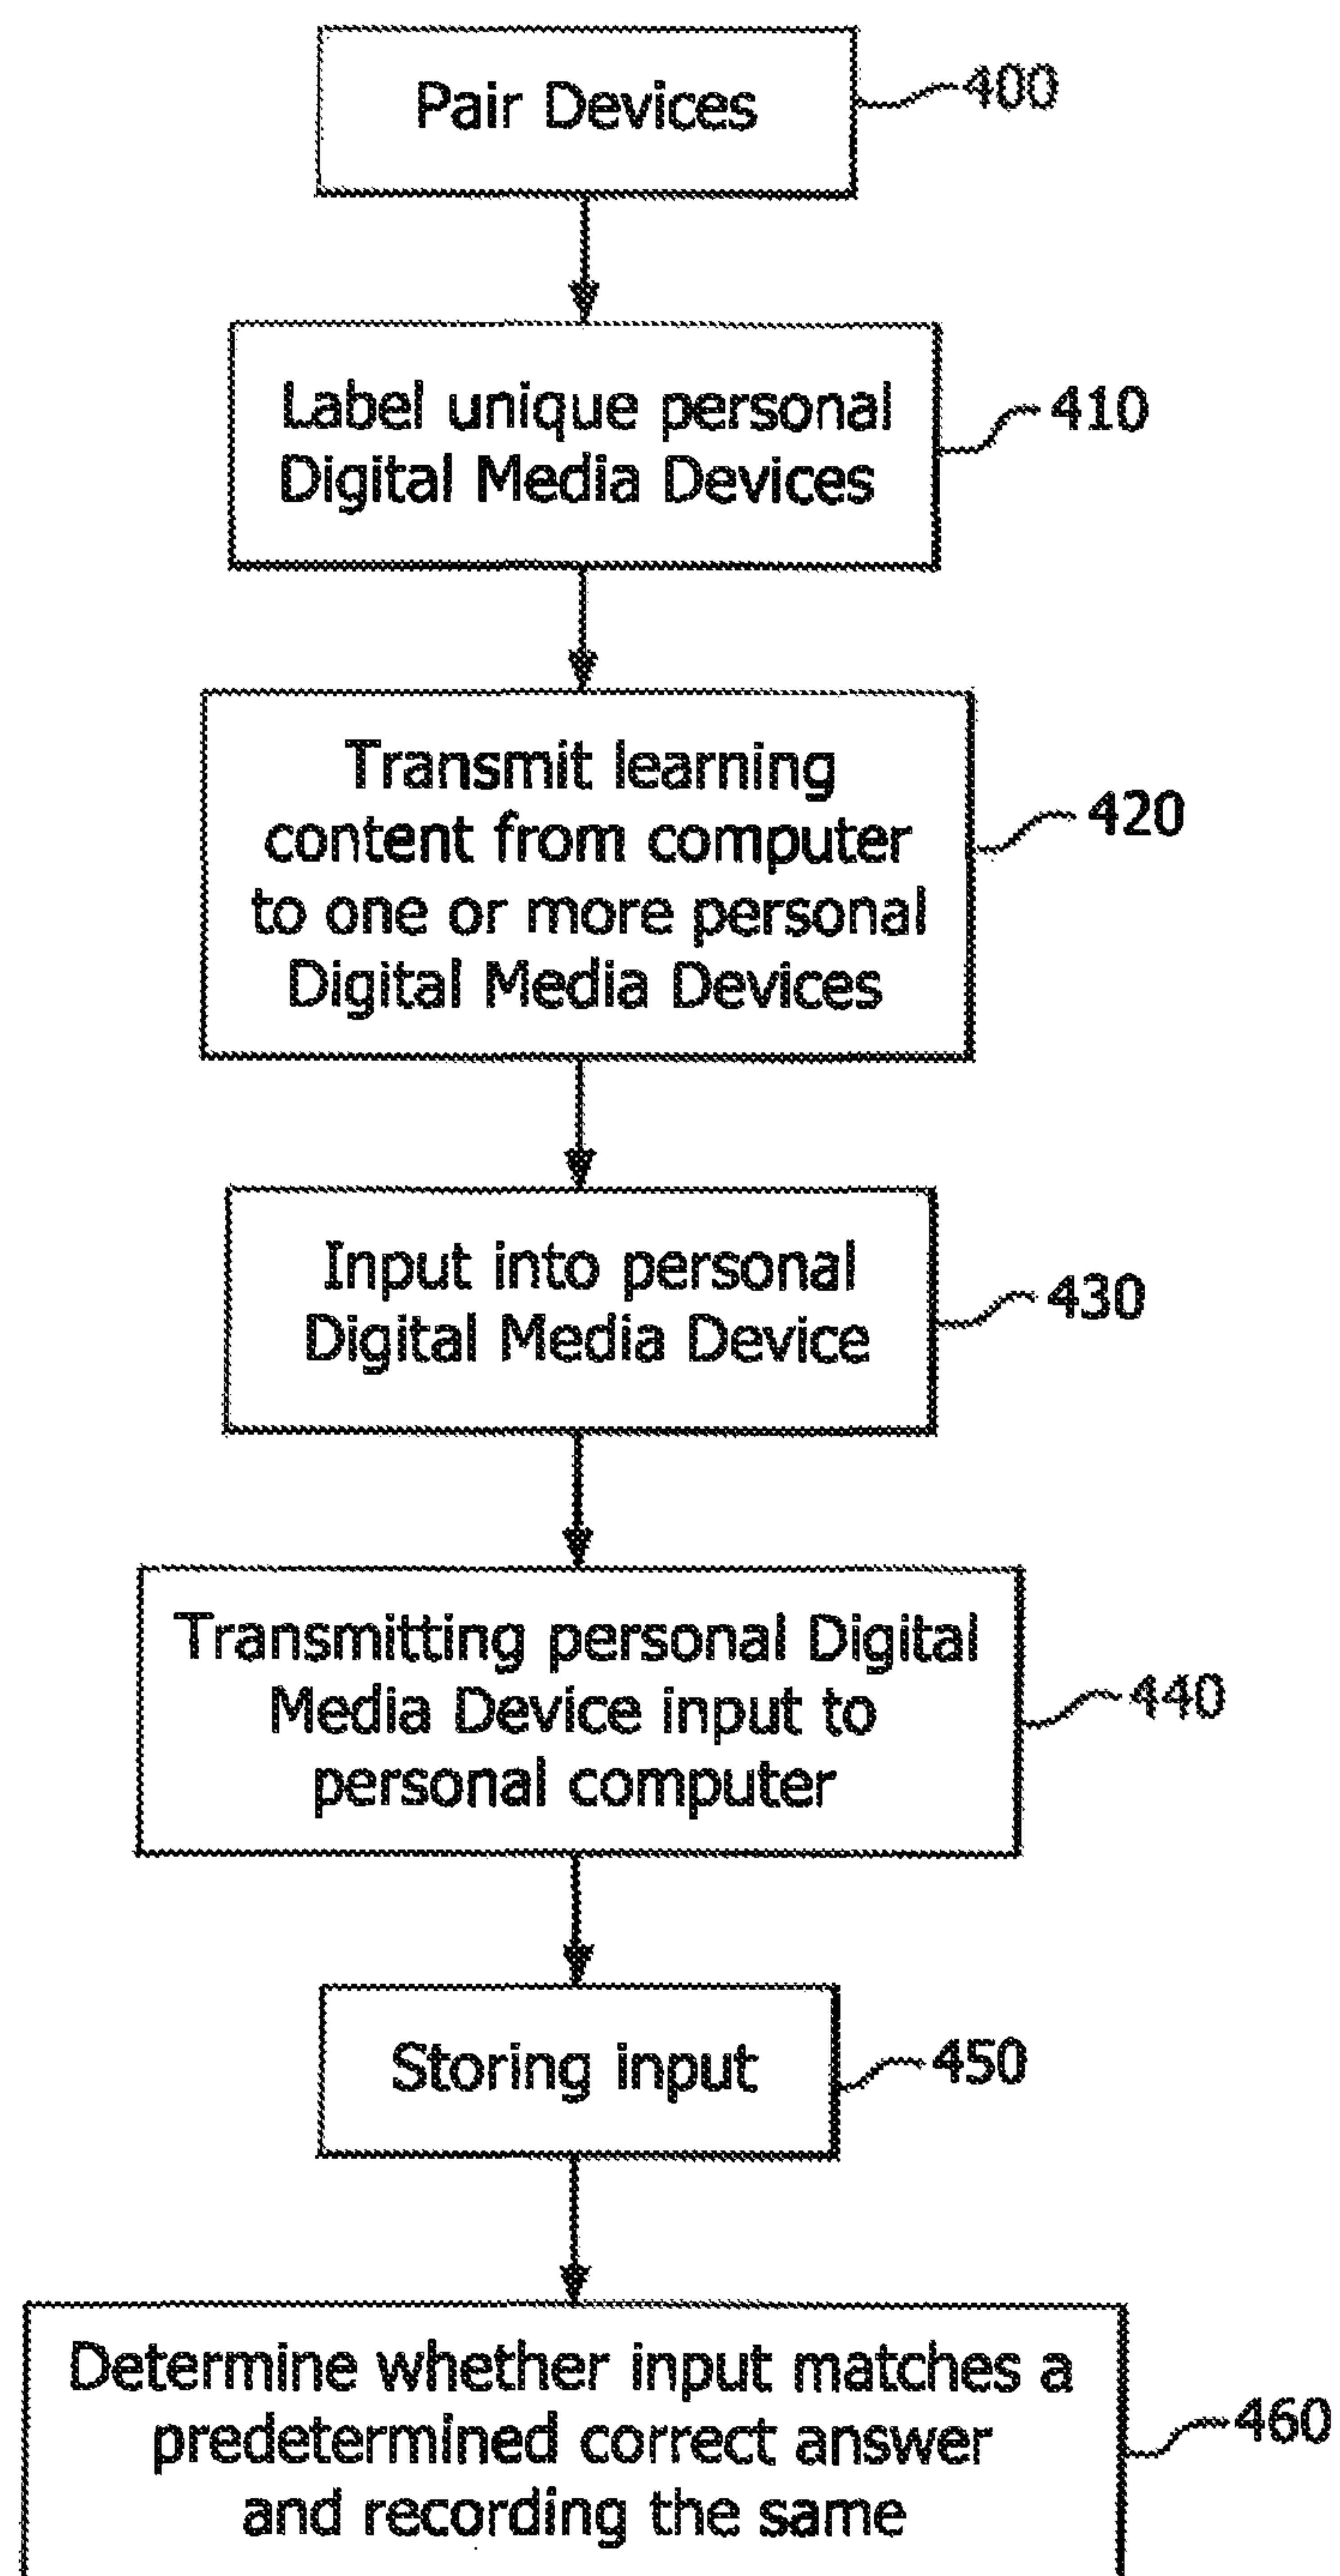 Pair Devices
400
Label unique personal
Digital Media Devices
410
Transmit learning
content from computer
to one or more personal
Digital Media Devices
420
Input into personal
Digital Media Device
430
Transmitting personal Digital
Media Device input to
personal computer
440
Storing input
450
Determine whether input matches a
predetermined correct answer
and recording the same
460